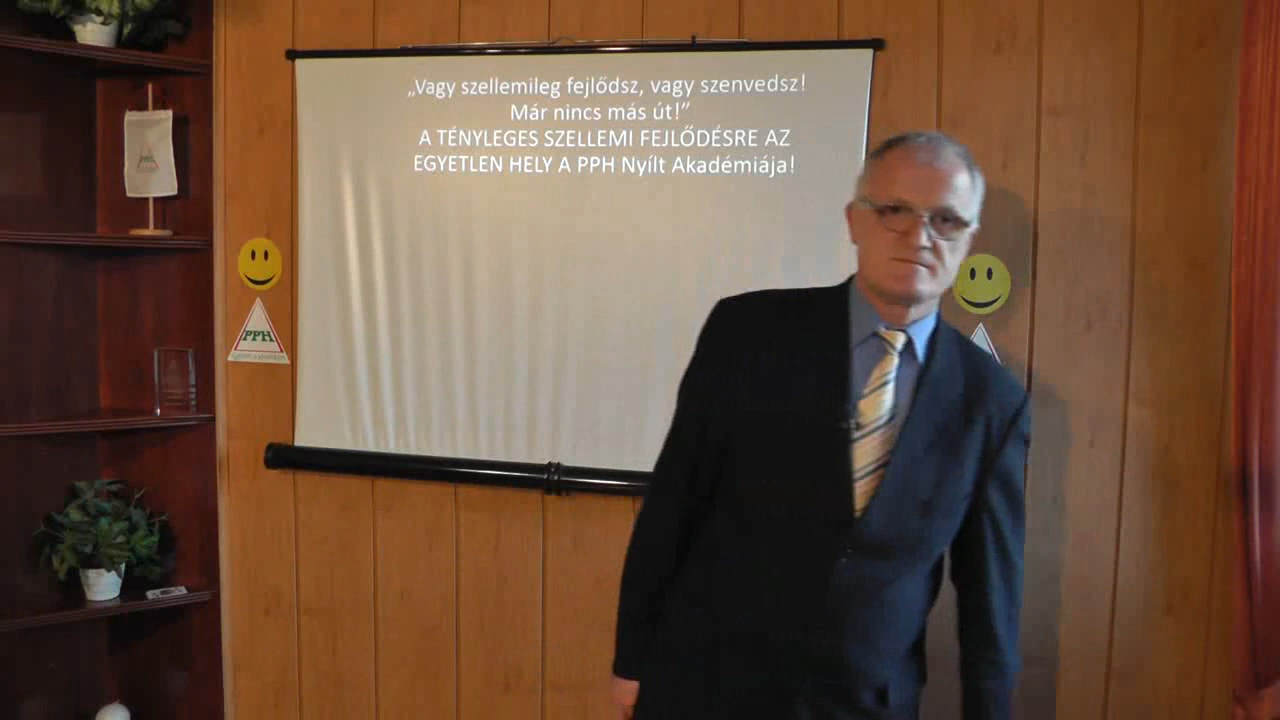 „Vagy szellemileg fejlődsz, vagy szenvedsz!
Már nincs más út!”
A TÉNYLEGES SZELLEMI FEJLŐDÉSRE AZ
EGYETLEN HELY A PPH Nyílt Akadémiája!
PPH